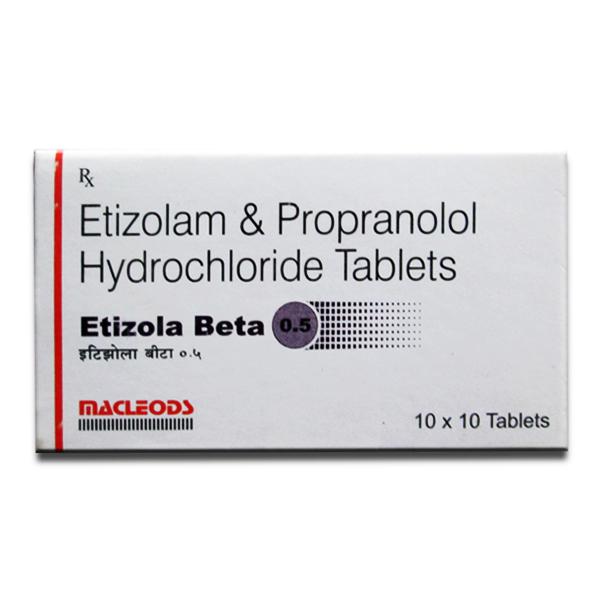 Rx
Etizolam & Propranolol
Hydrochloride Tablets
Etizola Beta 0.5
इटिझोला बीटा ०.५
MACLEODS
10 x 10 Tablets